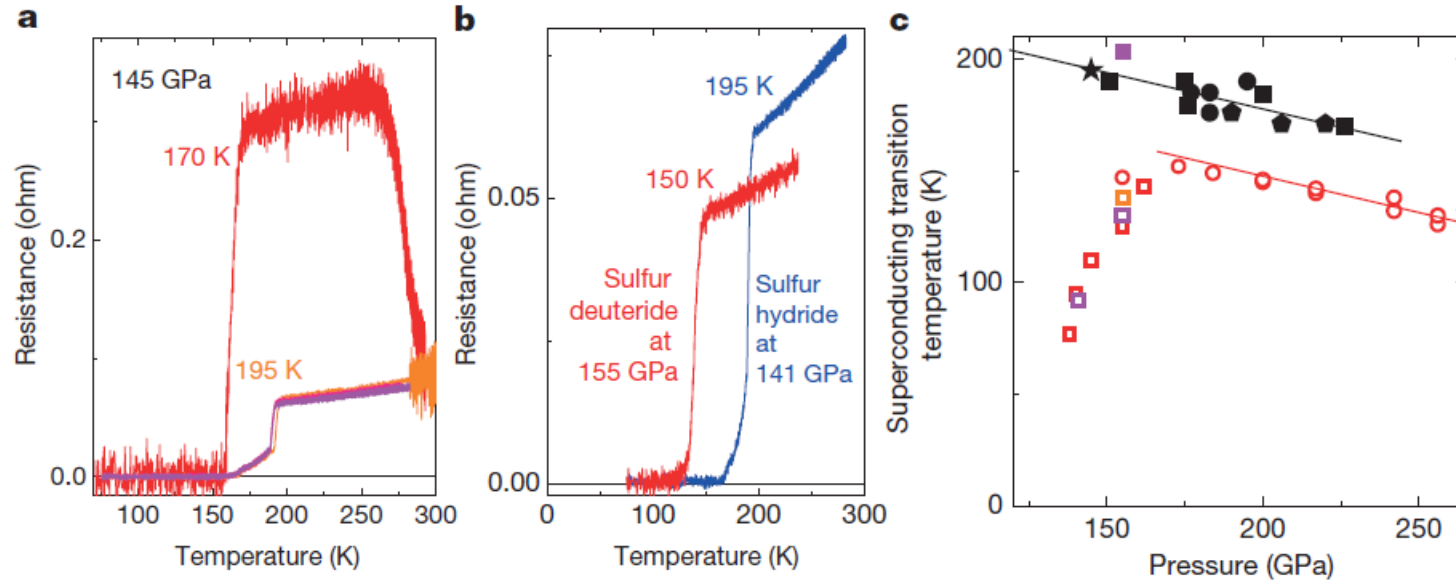 a
145 GPa
170 K
195 K
Resistance (ohm)
0.2
0.0
100
150
200
250
300
Temperature (K)
b
195 K
150 K
Sulfur
deuteride
at
155 GPa
Sulfur
hydride
at
141 GPa
Resistance (ohm)
0.05
0.00
0
100
200
300
Temperature (K)
c
Superconducting transition
temperature (K)
200
100
0
150
200
250
Pressure (GPa)